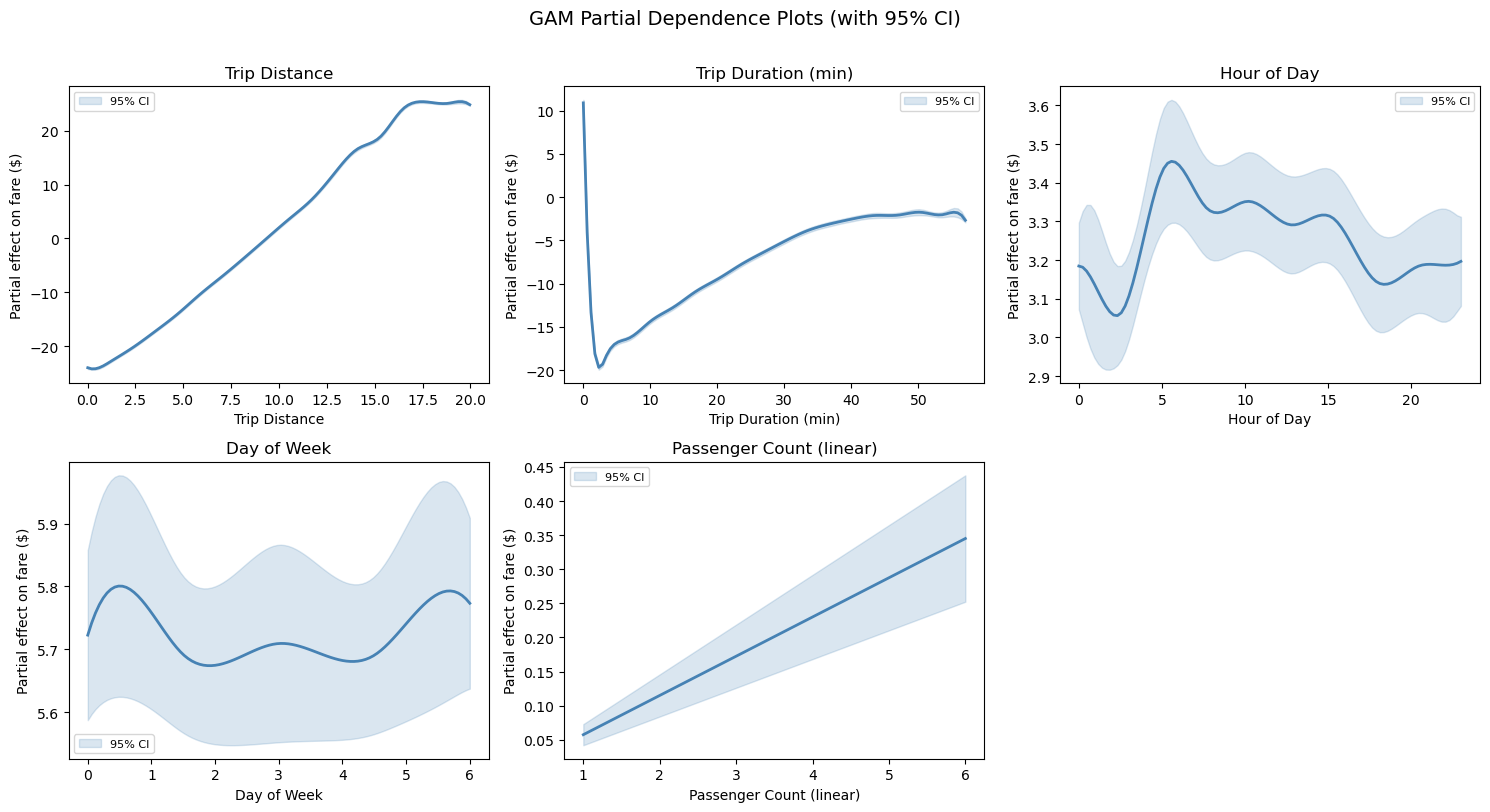 GAM Partial Dependence Plots (with 95% CI)
Trip Distance
95% CI
Partial effect on fare ($)
20
10
0
−10
−20
0.0 2.5 5.0 7.5 10.0 12.5 15.0 17.5 20.0
Trip Distance
Trip Duration (min)
95% CI
Partial effect on fare ($)
10
5
0
−5
−10
−15
−20
0 10 20 30 40 50
Trip Duration (min)
Hour of Day
95% CI
Partial effect on fare ($)
3.6
3.5
3.4
3.3
3.2
3.1
3.0
2.9
0 5 10 15 20
Hour of Day
Day of Week
Partial effect on fare ($)
5.9
5.8
5.7
5.6
95% CI
0 1 2 3 4 5 6
Day of Week
Passenger Count (linear)
95% CI
Partial effect on fare ($)
0.45
0.40
0.35
0.30
0.25
0.20
0.15
0.10
0.05
1 2 3 4 5 6
Passenger Count (linear)